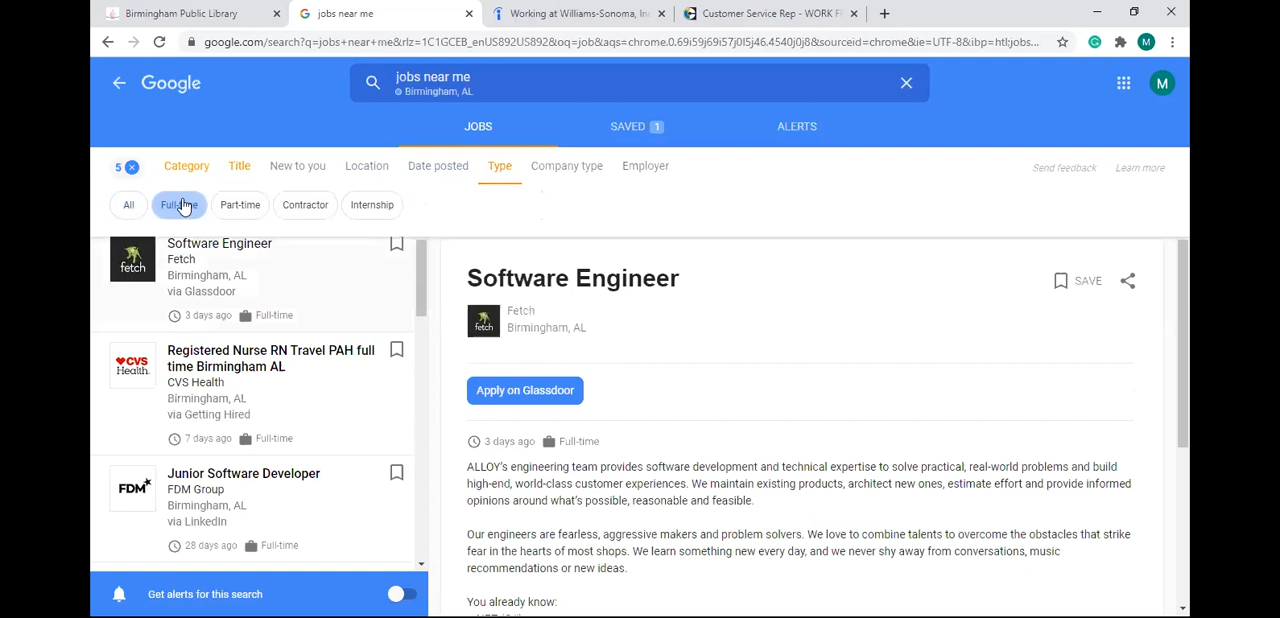 Birmingham Public Library
jobs near me
Working at Williams-Sonoma, Inc
Customer Service Rep - WORK F
google.com/search?q=jobs+near+me&rlz=1C1GCEB_enUS892US892&oq=job&aqs=chrome.0.69i59j69i57j0l5j46.4540j0j8&sourceid=chrome&ie=UTF-8&ibp=htl;jobs...
M
Google
jobs near me
Birmingham, AL
M
JOBS
SAVED 1
ALERTS
5
Category
Title
New to you
Location
Date posted
Type
Company type
Employer
Send feedback
Learn more
All
Full-time
Part-time
Contractor
Internship
fetch
Software Engineer
Fetch
Birmingham, AL
via Glassdoor
3 days ago
Full-time
CVS Health.
Registered Nurse RN Travel PAH full
time Birmingham AL
CVS Health
Birmingham, AL
via Getting Hired
7 days ago
Full-time
FDM
Junior Software Developer
FDM Group
Birmingham, AL
via LinkedIn
28 days ago
Full-time
Get alerts for this search
Software Engineer
SAVE
fetch
Fetch
Birmingham, AL
Apply on Glassdoor
3 days ago
Full-time
ALLOY's engineering team provides software development and technical expertise to solve practical, real-world problems and build
high-end, world-class customer experiences. We maintain existing products, architect new ones, estimate effort and provide informed
opinions around what's possible, reasonable and feasible.
Our engineers are fearless, aggressive makers and problem solvers. We love to combine talents to overcome the obstacles that strike
fear in the hearts of most shops. We learn something new every day, and we never shy away from conversations, music
recommendations or new ideas.
You already know: